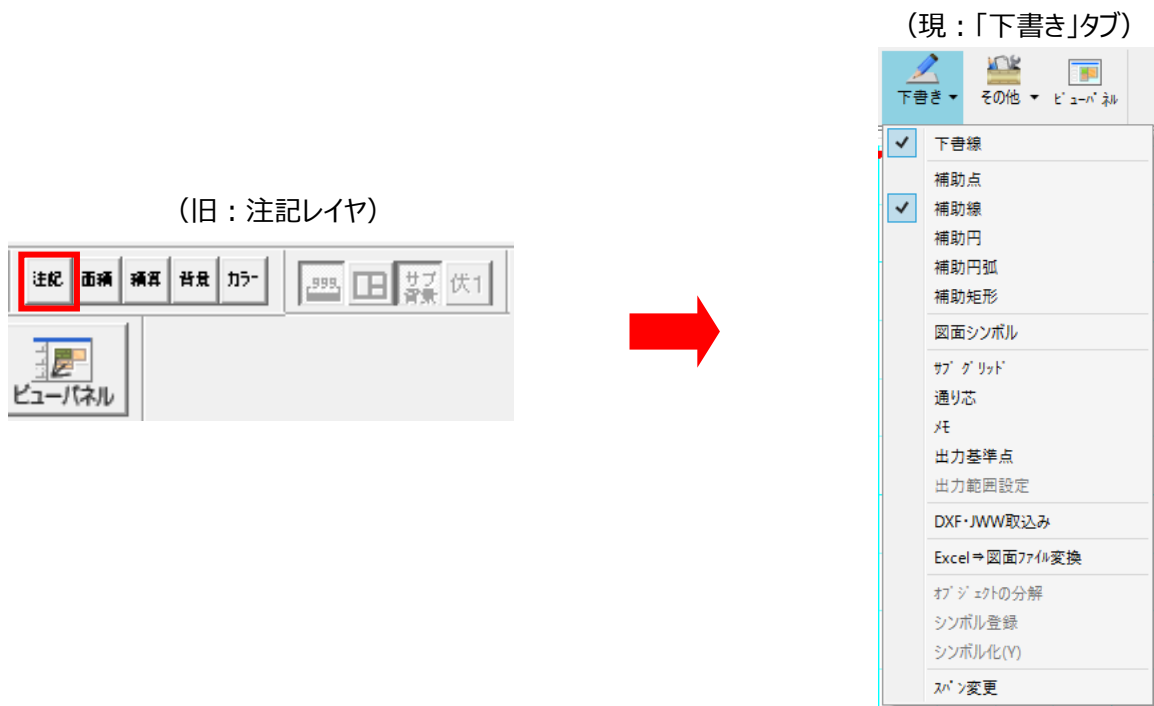 （現：「下書き」タブ）
下書き その他 ﾋﾞｭｰﾊﾟﾈﾙ
下書線
補助点
（旧：注記レイヤ）
補助線
補助円
注記 面積 積算 背景 ｶﾗｰ .999. サブ背景 伏1
補助円弧
補助矩形
図面シンボル
ｻﾌﾞｸﾞﾘｯﾄﾞ
ビューパネル
通り芯
ﾒﾓ
出力基準点
出力範囲設定
DXF・JWW取込み
Excel⇒図面ﾌｧｲﾙ変換
ｵﾌﾞｼﾞｪｸﾄの分解
シンボル登録
シンボル化(Y)
ｽﾊﾟﾝ変更